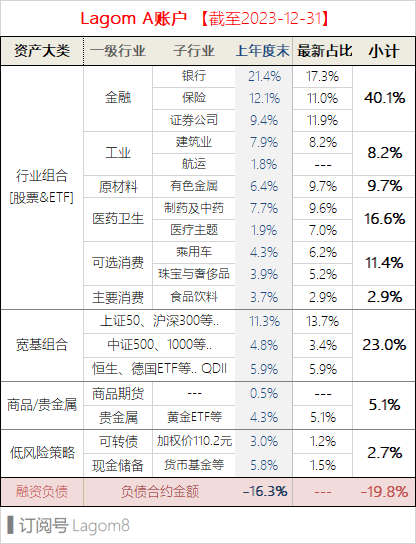 Lagom A账户 【截至2023-12-31】
资产大类 一级行业 子行业 上年度末 最新占比 小计
行业组合
[股票&ETF]
金融 银行 21.4% 17.3% 40.1%
保险 12.1% 11.0%
证券公司 9.4% 11.9%
工业 建筑业 7.9% 8.2% 8.2%
航运 1.8% ---
原材料 有色金属 6.4% 9.7% 9.7%
医药卫生 制药及中药 7.7% 9.6% 16.6%
医疗主题 1.9% 7.0%
可选消费 乘用车 4.3% 6.2% 11.4%
珠宝与奢侈品 3.9% 5.2%
主要消费 食品饮料 3.7% 2.9% 2.9%
宽基组合 上证50、沪深300等.. 11.3% 13.7% 23.0%
中证500、1000等.. 4.8% 3.4%
恒生、德国ETF等.. QDII 5.9% 5.9%
商品/贵金属 商品期货 --- 0.5% --- 5.1%
贵金属 黄金ETF等 4.3% 5.1%
低风险策略 可转债 加权价110.2元 3.0% 1.2% 2.7%
现金储备 货币基金等 5.8% 1.5%
融资负债 负债合约金额 -16.3% --- -19.8%
订阅号 Lagom8